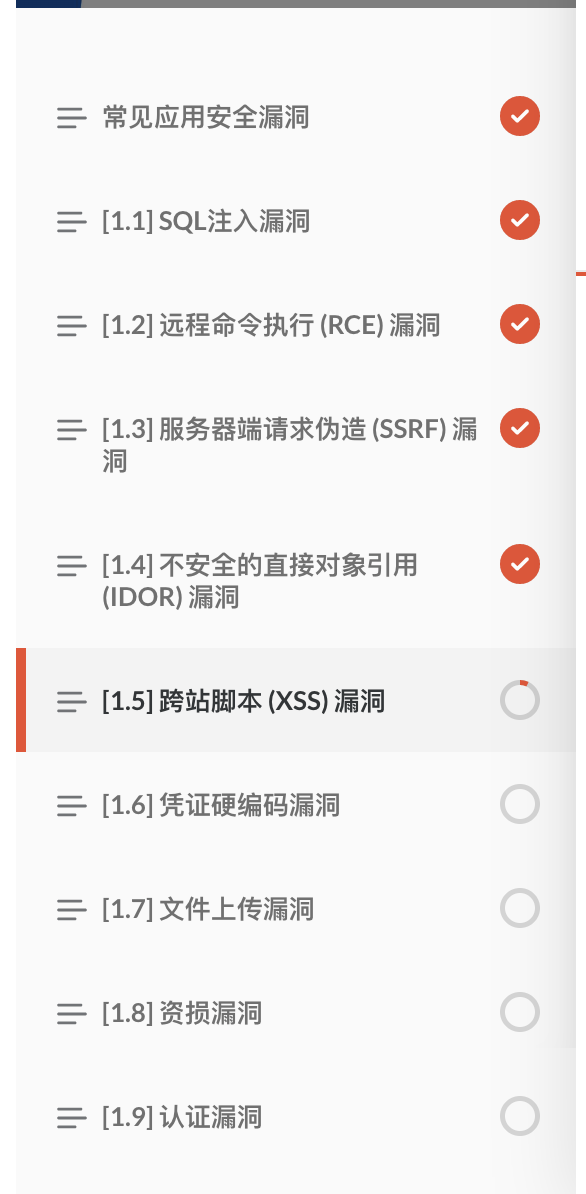 常见应用安全漏洞
[1.1] SQL注入漏洞
[1.2] 远程命令执行 (RCE) 漏洞
[1.3] 服务器端请求伪造 (SSRF) 漏
洞
[1.4] 不安全的直接对象引用
(IDOR) 漏洞
[1.5] 跨站脚本 (XSS) 漏洞
[1.6] 凭证硬编码漏洞
[1.7] 文件上传漏洞
[1.8] 资损漏洞
[1.9] 认证漏洞